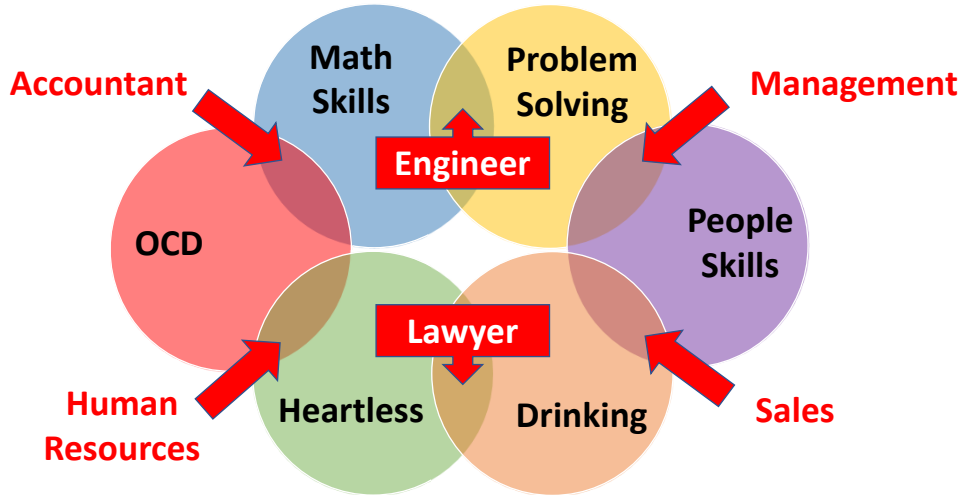 Math
Skills
Problem
Solving
Accountant
Management
Engineer
OCD
People
Skills
Lawyer
Human
Resources
Heartless
Drinking
Sales